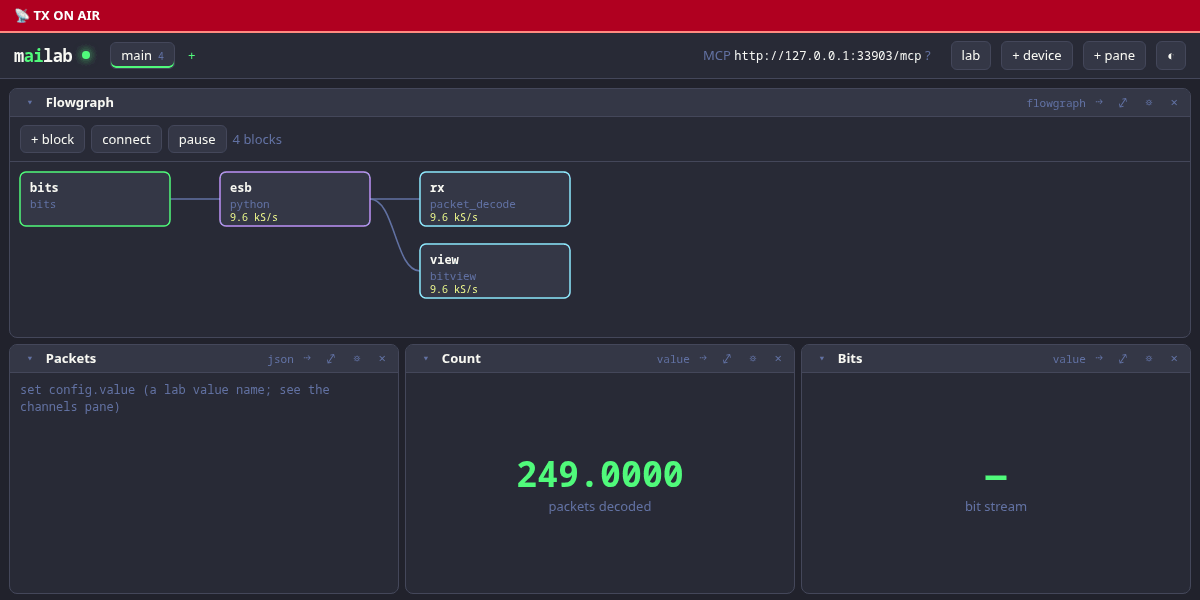 📡 TX ON AIR
mailab
main 4
+
MCP http://127.0.0.1:33903/mcp ?
lab
+ device
+ pane
Flowgraph
flowgraph
+ block
connect
pause
4 blocks
bits
bits
esb
python
9.6 kS/s
rx
packet_decode
9.6 kS/s
view
bitview
9.6 kS/s
Packets
json
set config.value (a lab value name; see the
channels pane)
Count
value
249.0000
packets decoded
Bits
value
—
bit stream